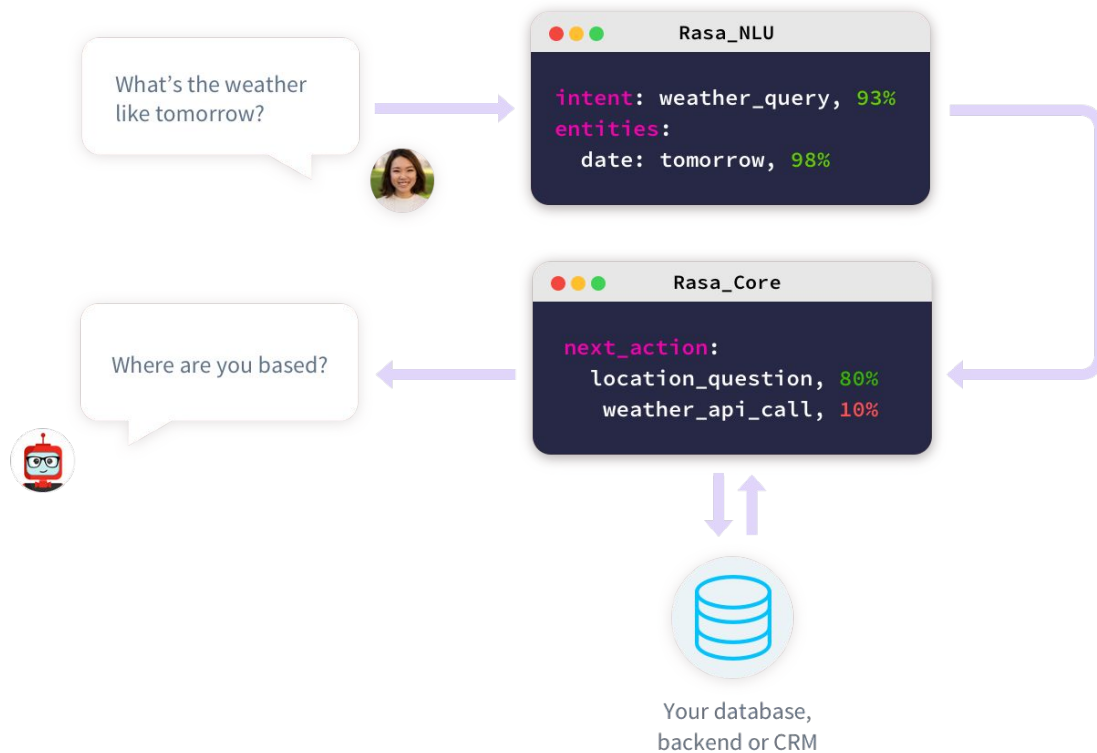 What’s the weather
like tomorrow?
Rasa_NLU
intent: weather_query, 93%
entities:
date: tomorrow, 98%
Rasa_Core
next_action:
location_question, 80%
weather_api_call, 10%
Where are you based?
Your database,
backend or CRM